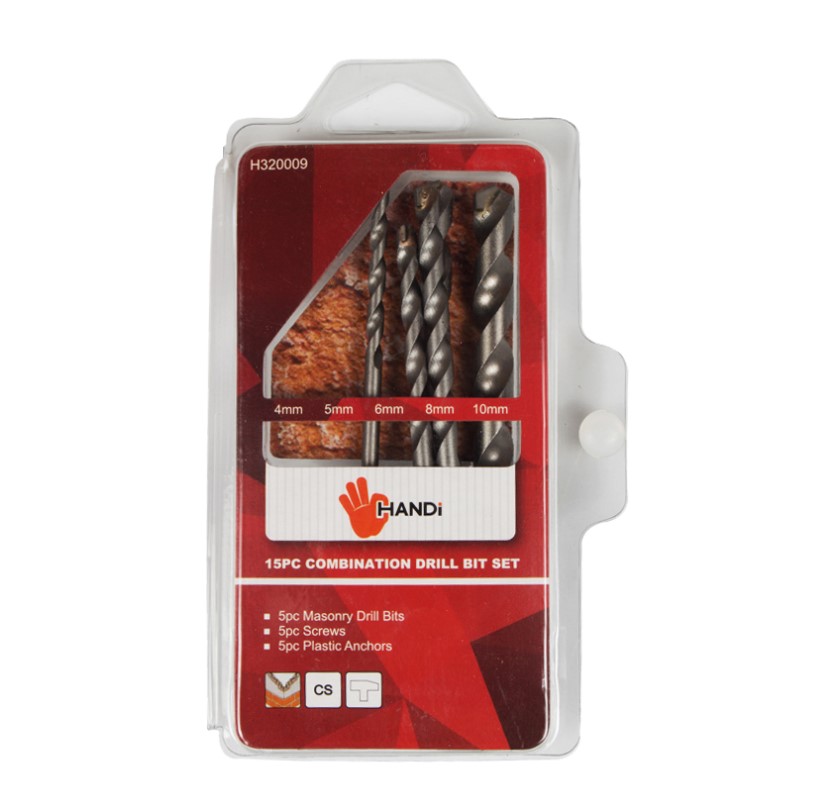 H320009
4mm 5mm 6mm 8mm 10mm
HANDi
15PC COMBINATION DRILL BIT SET
5pc Masonry Drill Bits
5pc Screws
5pc Plastic Anchors
CS